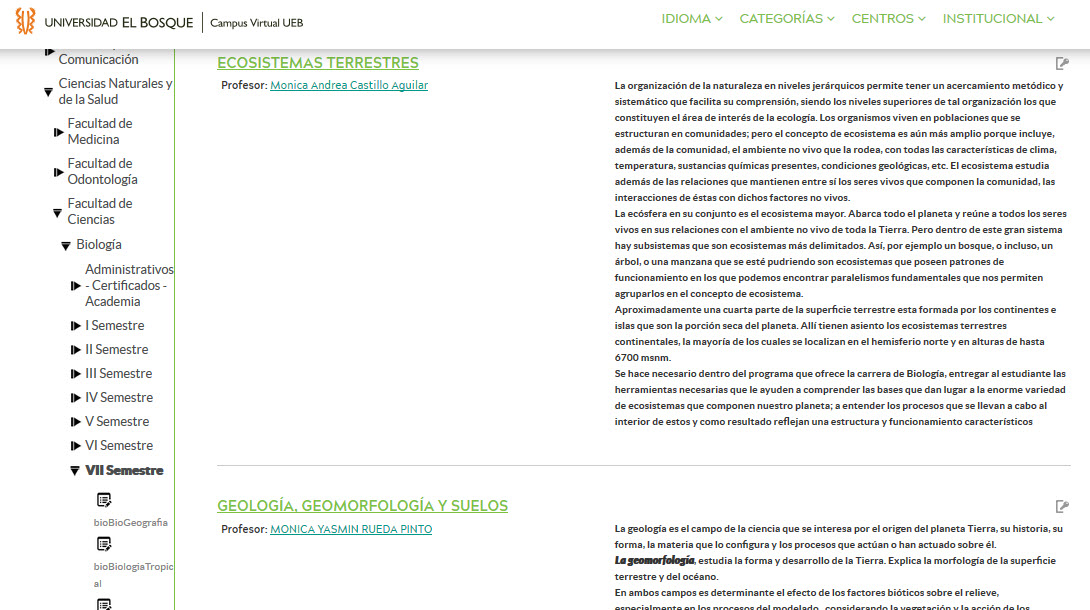 UNIVERSIDAD EL BOSQUE | Campus Virtual UEB
IDIOMA CATEGORÍAS CENTROS INSTITUCIONAL
Comunicación
Ciencias Naturales y
de la Salud
Facultad de
Medicina
Facultad de
Odontología
Facultad de
Ciencias
Biología
Administrativos
- Certificados -
Academia
I Semestre
II Semestre
III Semestre
IV Semestre
V Semestre
VI Semestre
VII Semestre
bioBioGeografia
bioBiologiaTropic
al
ECOSISTEMAS TERRESTRES
Profesor: Monica Andrea Castillo Aguilar
La organización de la naturaleza en niveles jerárquicos permite tener un acercamiento metódico y
sistemático que facilita su comprensión, siendo los niveles superiores de tal organización los que
constituyen el área de interés de la ecología. Los organismos viven en poblaciones que se
estructuran en comunidades; pero el concepto de ecosistema es aún más amplio porque incluye,
además de la comunidad, el ambiente no vivo que la rodea, con todas las características de clima,
temperatura, sustancias químicas presentes, condiciones geológicas, etc. El ecosistema estudia
además de las relaciones que mantienen entre sí los seres vivos que componen la comunidad, las
interacciones de éstas con dichos factores no vivos.
La ecósfera en su conjunto es el ecosistema mayor. Abarca todo el planeta y reúne a todos los seres
vivos en sus relaciones con el ambiente no vivo de toda la Tierra. Pero dentro de este gran sistema
hay subsistemas que son ecosistemas más delimitados. Así, por ejemplo un bosque, o incluso, un
árbol, o una manzana que se esté pudriendo son ecosistemas que poseen patrones de
funcionamiento en los que podemos encontrar paralelismos fundamentales que nos permiten
agruparlos en el concepto de ecosistema.
Aproximadamente una cuarta parte de la superficie terrestre esta formada por los continentes e
islas que son la porción seca del planeta. Allí tienen asiento los ecosistemas terrestres
continentales, la mayoría de los cuales se localizan en el hemisferio norte y en alturas de hasta
6700 msnm.
Se hace necesario dentro del programa que ofrece la carrera de Biología, entregar al estudiante las
herramientas necesarias que le ayuden a comprender las bases que dan lugar a la enorme variedad
de ecosistemas que componen nuestro planeta; a entender los procesos que se llevan a cabo al
interior de estos y como resultado reflejan una estructura y funcionamiento característicos
GEOLOGÍA, GEOMORFOLOGÍA Y SUELOS
Profesor: MONICA YASMIN RUEDA PINTO
La geología es el campo de la ciencia que se interesa por el origen del planeta Tierra, su historia, su
forma, la materia que lo configura y los procesos que actúan o han actuado sobre él.
La geomorfología, estudia la forma y desarrollo de la Tierra. Explica la morfología de la superficie
terrestre y del océano.
En ambos campos es determinante el efecto de los factores bióticos sobre el relieve,
especialmente en los procesos del modelado, considerando la vegetación y la acción de los